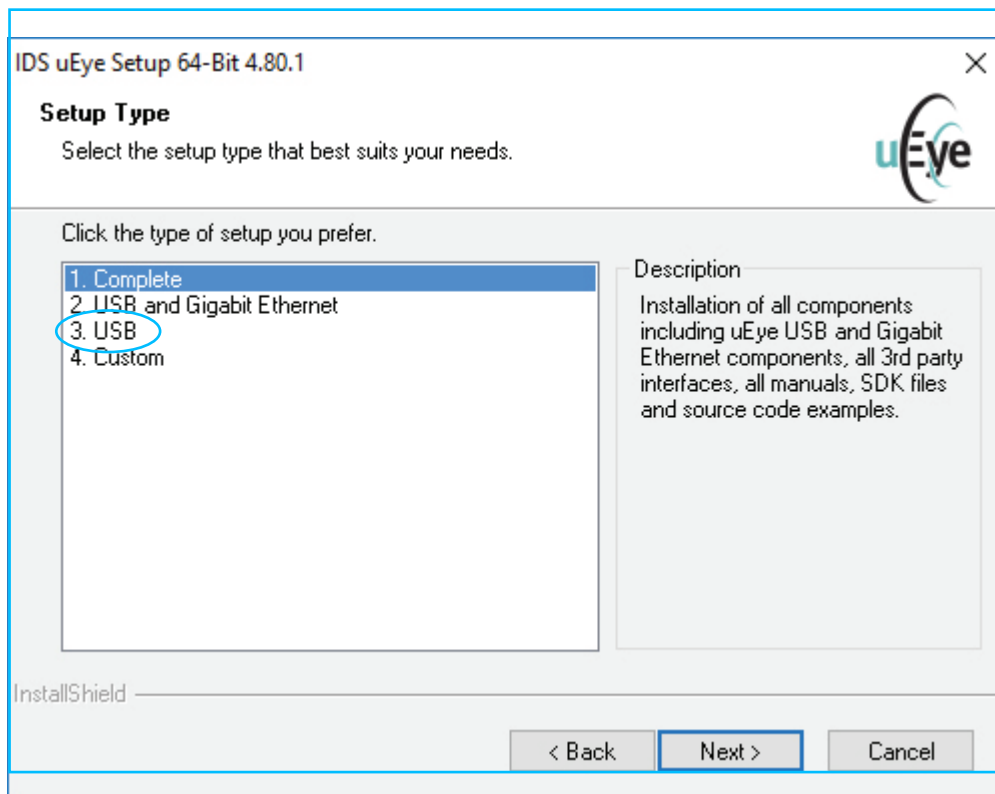 IDS uEye Setup 64-Bit 4.80.1
Setup Type
Select the setup type that best suits your needs.
uEye
Click the type of setup you prefer.
1. Complete
2. USB and Gigabit Ethernet
3. USB
4. Custom
Description
Installation of all components
including uEye USB and Gigabit
Ethernet components, all 3rd party
interfaces, all manuals, SDK files
and source code examples.
InstallShield
< Back
Next >
Cancel